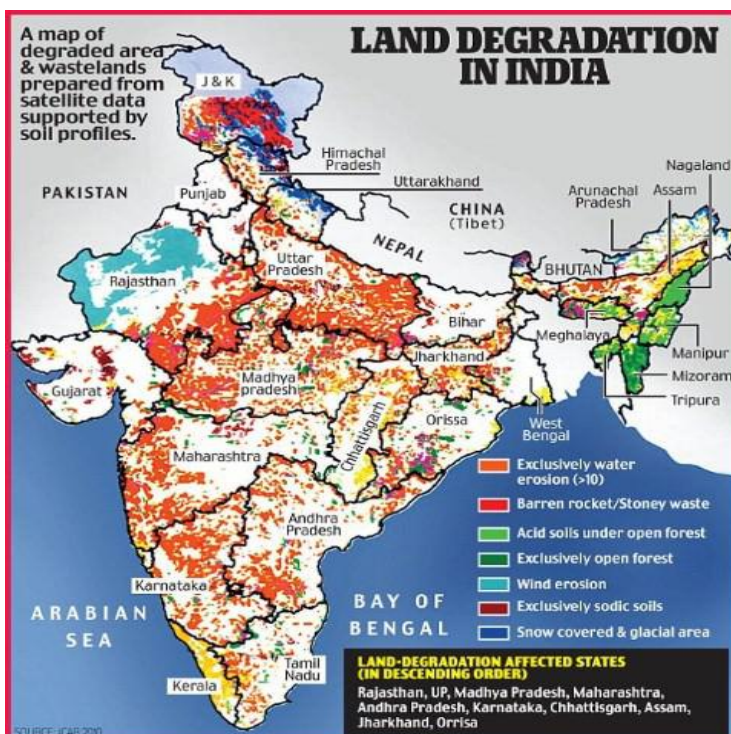 A map of
degraded area
& wastelands
prepared from
satellite data
supported by
soil profiles.
LAND DEGRADATION
IN INDIA
J & K
Himachal
Pradesh
Uttarakhand
Nagaland
Arunachal
Pradesh
Assam
PAKISTAN
Punjab
CHINA
(Tibet)
NEPAL
BHUTAN
Rajasthan
Uttar
Pradesh
Bihar
Meghalaya
Manipur
Mizoram
Tripura
Jharkhand
Gujarat
Madhya
pradesh
Chhattisgarh
Orissa
West
Bengal
Maharashtra
Andhra
Pradesh
Karnataka
Kerala
Tamil
Nadu
ARABIAN
SEA
BAY OF
BENGAL
Exclusively water
erosion (>10)
Barren rocket/Stoney waste
Acid soils under open forest
Exclusively open forest
Wind erosion
Exclusively sodic soils
Snow covered & glacial area
LAND-DEGRADATION AFFECTED STATES
(IN DESCENDING ORDER)
Rajasthan, UP, Madhya Pradesh, Maharashtra,
Andhra Pradesh, Karnataka, Chhattisgarh, Assam,
Jharkhand, Orrisa
SOURCE: ICAR 2010